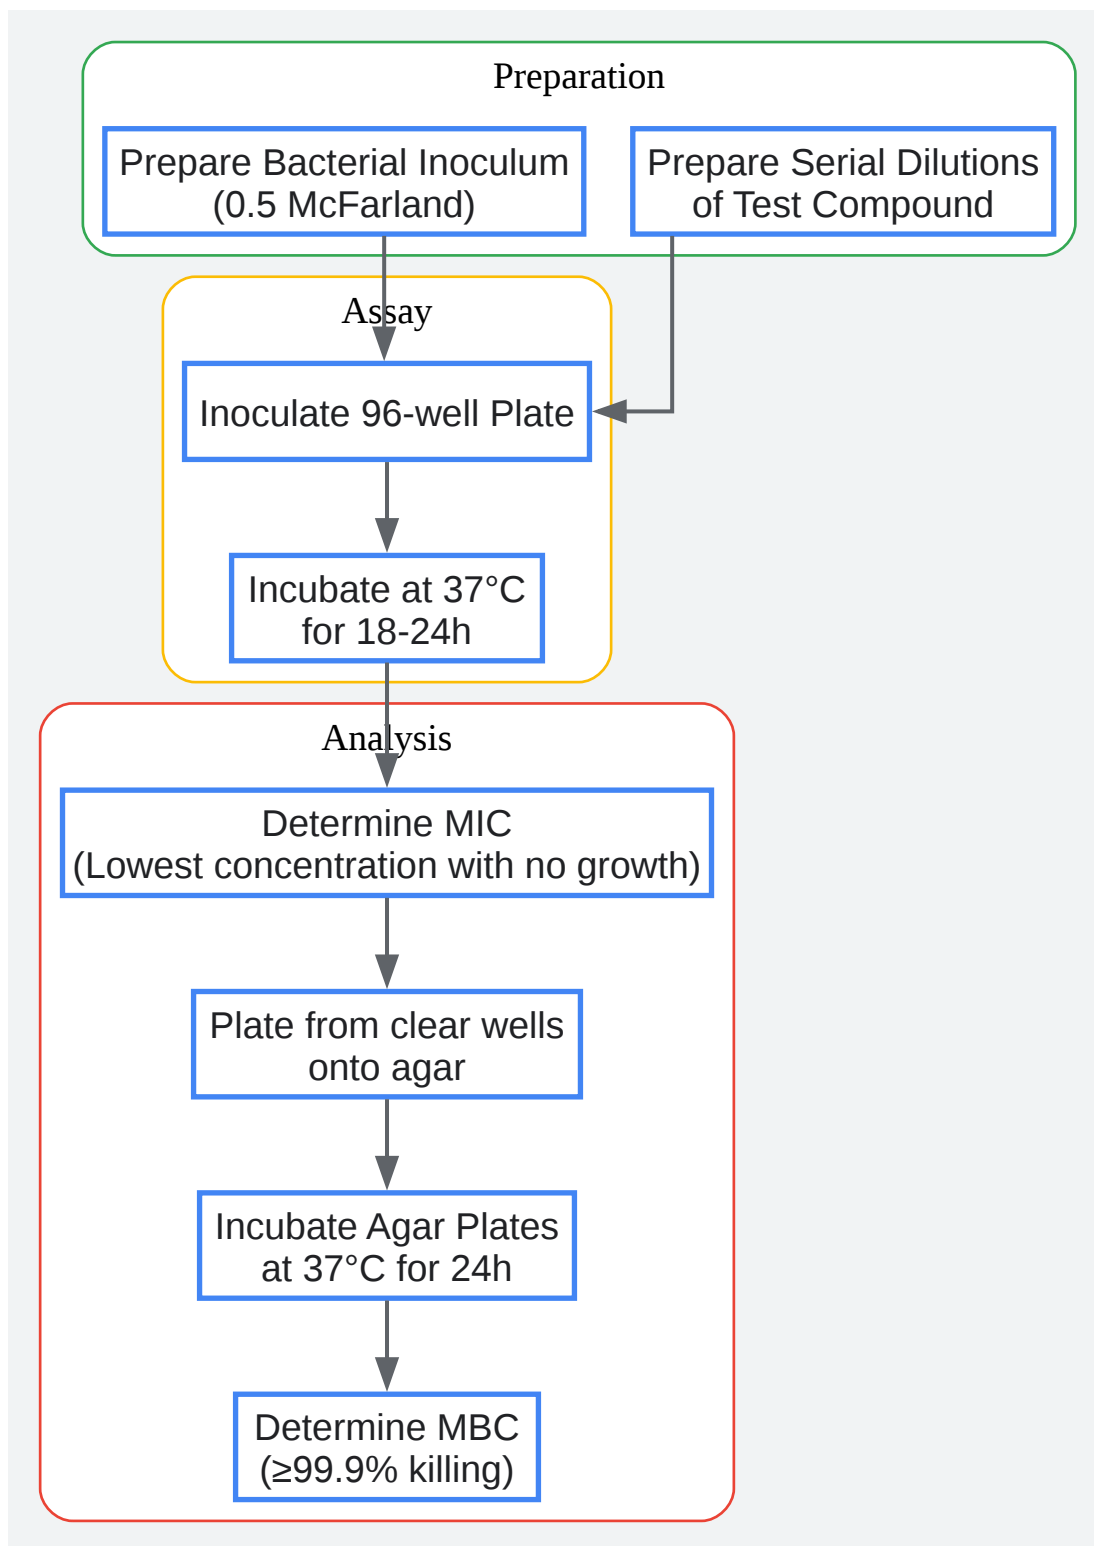 Preparation
Prepare Bacterial Inoculum
(0.5 McFarland)
Prepare Serial Dilutions
of Test Compound
Assay
Inoculate 96-well Plate
Incubate at 37°C
for 18-24h
Analysis
Determine MIC
(Lowest concentration with no growth)
Plate from clear wells
onto agar
Incubate Agar Plates
at 37°C for 24h
Determine MBC
(≥99.9% killing)